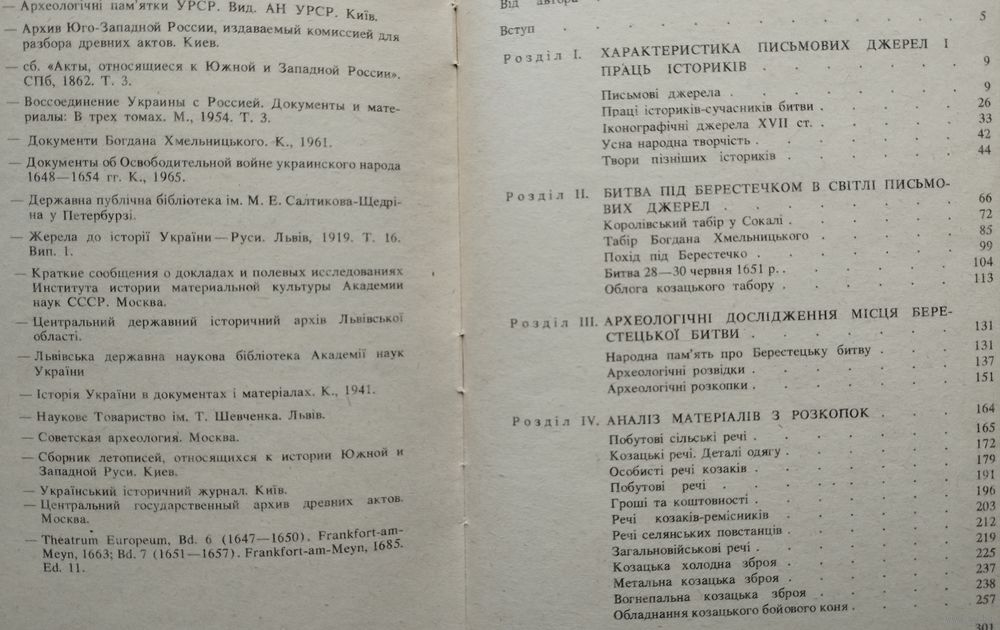 — Археологічні пам'ятки УРСР. Вид. АН УРСР. Київ.
— Архив Юго-Западной России, издаваемый комиссией для
разбора древних актов. Киев.
— сб. «Акты, относящиеся к Южной и Западной России».
СПб, 1862. Т. 3.
— Воссоединение Украины с Россией. Документы и мате-
риалы: В трех томах. М., 1954. Т. 3.
— Документи Богдана Хмельницького. К., 1961.
— Документы об Освободительной войне украинского народа
1648—1654 гг. К., 1965.
— Державна публічна бібліотека ім. М. Е. Салтикова-Щедрі-
на у Петербурзі.
— Жерела до історії України—Руси. Львів, 1919. Т. 16.
Вип. 1.
— Краткие сообщения о докладах и полевых исследованиях
Института истории материальной культуры Академии
наук СССР. Москва.
— Центральний державний історичний архів Львівської
області.
— Львівська державна наукова бібліотека Академії наук
України
— Історія України в документах і матеріалах. К., 1941.
— Наукове Товариство ім. Т. Шевченка. Львів.
— Советская археология. Москва.
— Сборник летописей, относящихся к истории Южной и
Западной Руси. Киев.
— Український історичний журнал. Київ.
— Центральный государственный архив древних актов.
Москва.
— Theatrum Europeum, Bd. 6 (1647—1650). Frankfort-am-
Meyn, 1663; Bd. 7 (1651—1657). Frankfort-am-Meyn, 1685.
Ed. 11.
Від автора
Вступ 5
Розділ I. ХАРАКТЕРИСТИКА ПИСЬМОВИХ ДЖЕРЕЛ І
ПРАЦЬ ІСТОРИКІВ 9
Письмові джерела 9
Праці істориків-сучасників битви 26
Іконографічні джерела XVII ст. 33
Усна народна творчість 42
Твори пізніших істориків 44
Розділ II. БИТВА ПІД БЕРЕСТЕЧКОМ В СВІТЛІ ПИСЬМО-
ВИХ ДЖЕРЕЛ 66
Королівський табір у Сокалі 72
Табір Богдана Хмельницького 85
Похід під Берестечко 99
Битва 28—30 червня 1651 р. 104
Облога козацького табору 113
Розділ III. АРХЕОЛОГІЧНІ ДОСЛІДЖЕННЯ МІСЦЯ БЕРЕ-
СТЕЦЬКОЇ БИТВИ 131
Народна пам'ять про Берестецьку битву 131
Археологічні розвідки 137
Археологічні розкопки 151
Розділ IV. АНАЛІЗ МАТЕРІАЛІВ З РОЗКОПОК 164
Побутові сільські речі 165
Козацькі речі. Деталі одягу 172
Особисті речі козаків 179
Побутові речі 191
Гроші та коштовності 196
Речі козаків-ремісників 203
Речі селянських повстанців 212
Загальновійськові речі 219
Козацька холодна зброя 225
Метальна козацька зброя 237
Вогнепальна козацька зброя 238
Обладнання козацького бойового коня 257
301